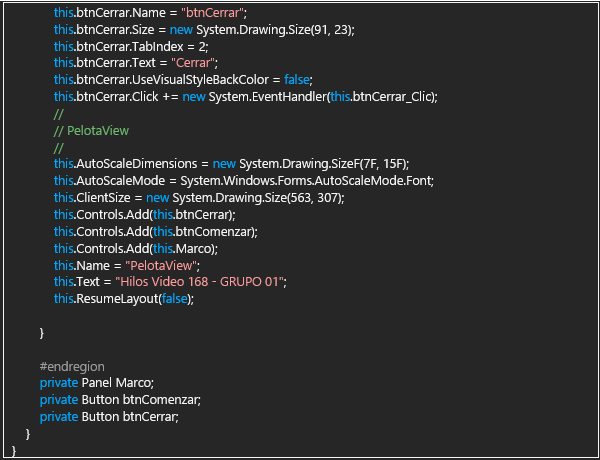 this.btnCerrar.Name = "btnCerrar";
this.btnCerrar.Size = new System.Drawing.Size(91, 23);
this.btnCerrar.TabIndex = 2;
this.btnCerrar.Text = "Cerrar";
this.btnCerrar.UseVisualStyleBackColor = false;
this.btnCerrar.Click += new System.EventHandler(this.btnCerrar_Clic);
//
// PelotaView
//
this.AutoScaleDimensions = new System.Drawing.SizeF(7F, 15F);
this.AutoScaleMode = System.Windows.Forms.AutoScaleMode.Font;
this.ClientSize = new System.Drawing.Size(563, 307);
this.Controls.Add(this.btnCerrar);
this.Controls.Add(this.btnComenzar);
this.Controls.Add(this.Marco);
this.Name = "PelotaView";
this.Text = "Hilos Video 168 - GRUPO 01";
this.ResumeLayout(false);
}
#endregion
private Panel Marco;
private Button btnComenzar;
private Button btnCerrar;
}
}